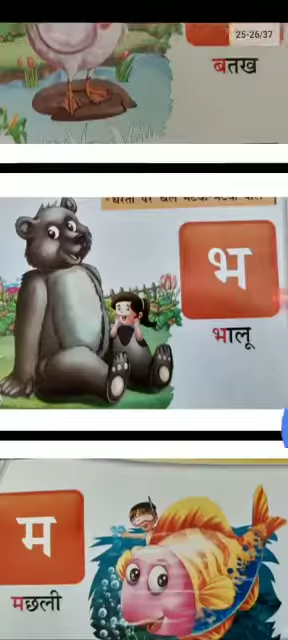 25-26/37
बतख
भ
भालू
म
मछली